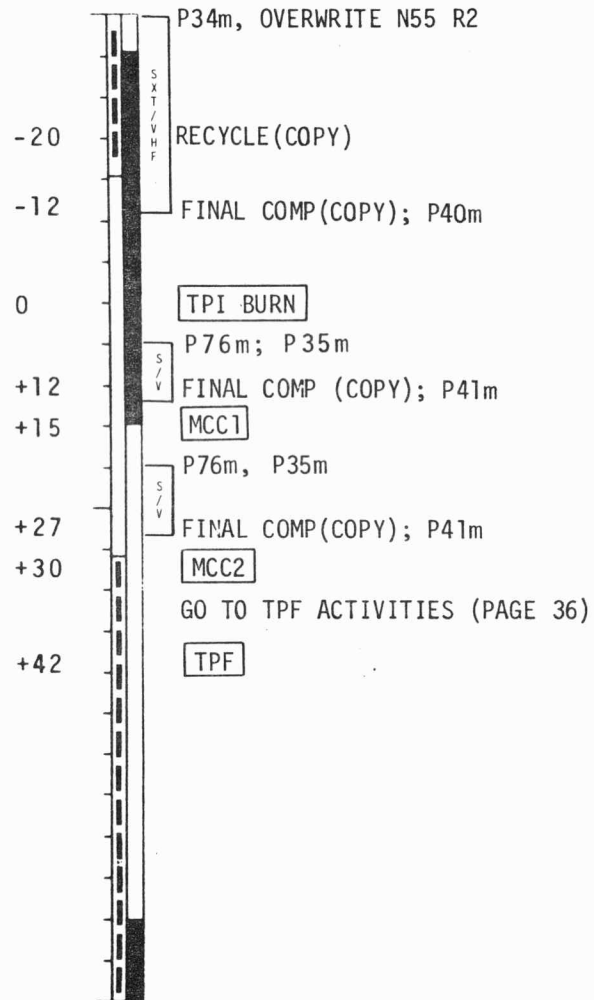 P34m, OVERWRITE N55 R2
SXT/VHF
-20 RECYCLE(COPY)
-12 FINAL COMP(COPY); P40m
0 TPI BURN
P76m; P35m
S/V
+12 FINAL COMP (COPY); P41m
+15 MCC1
P76m, P35m
S/V
+27 FINAL COMP(COPY); P41m
+30 MCC2
GO TO TPF ACTIVITIES (PAGE 36)
+42 TPF